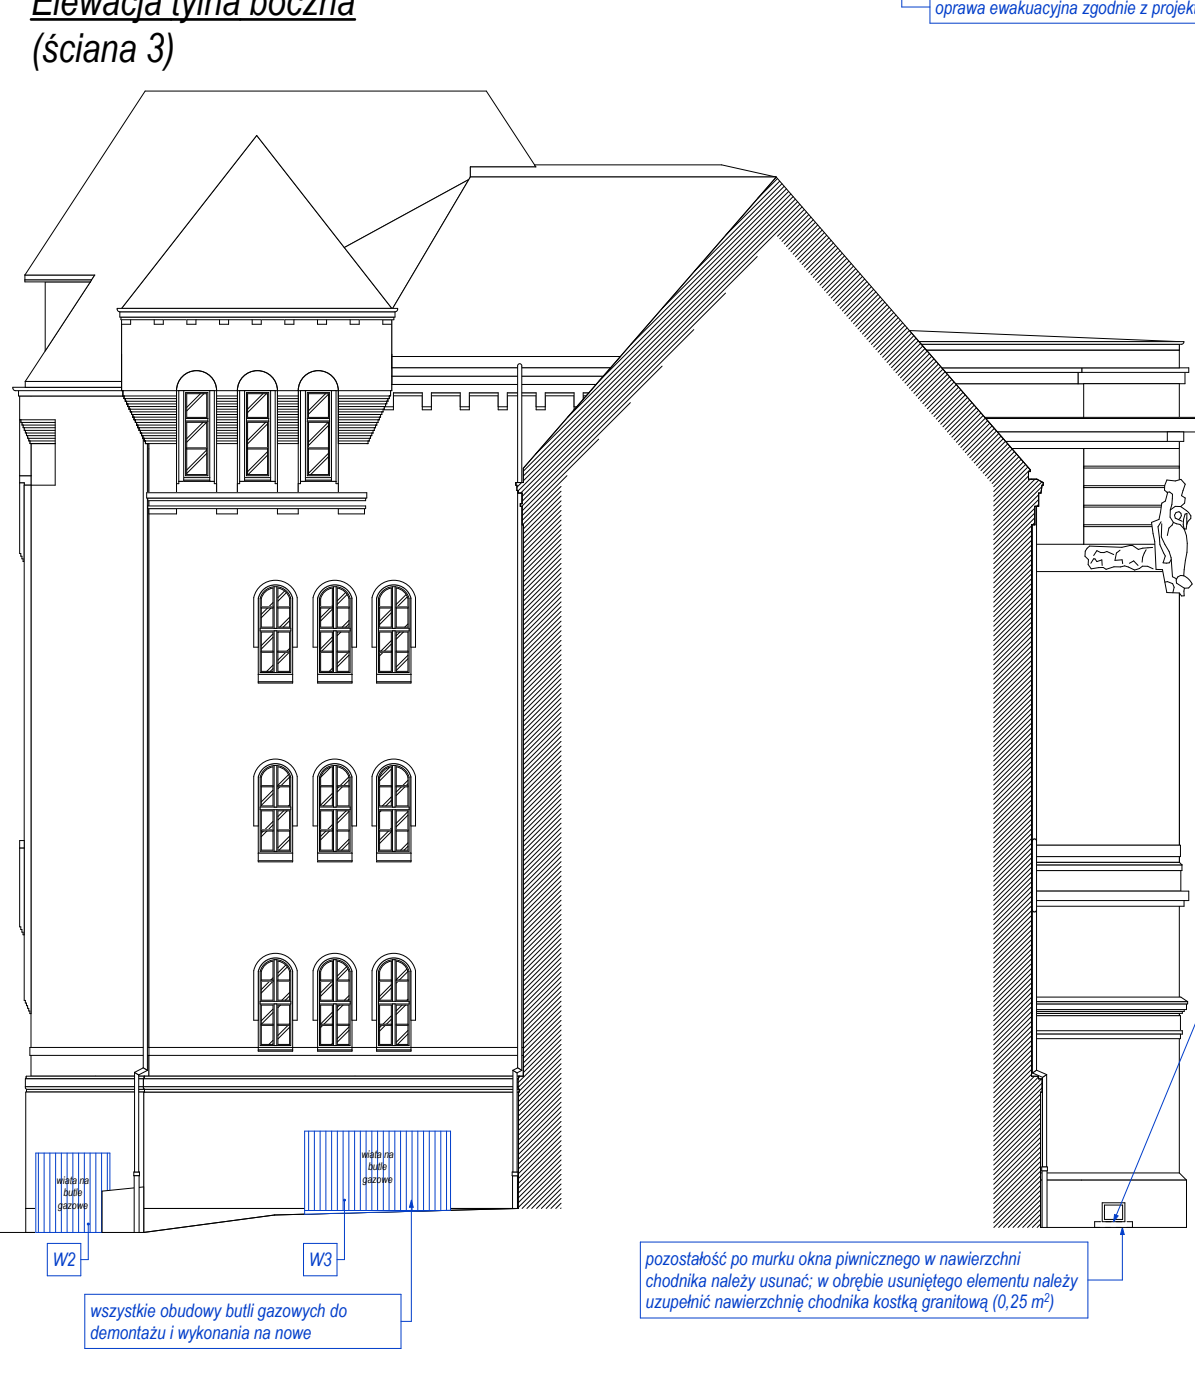 Elewacja tylna boczna
(ściana 3)
oprawa ewakuacyjna zgodnie z projekt
wiata na
butle
gazowe
wiata na
butle
gazowe
W2
W3
wszystkie obudowy butli gazowych do
demontażu i wykonania na nowe
pozostałość po murku okna piwnicznego w nawierzchni
chodnika należy usunać; w obrębie usuniętego elementu należy
uzupełnić nawierzchnię chodnika kostką granitową (0,25 m²)